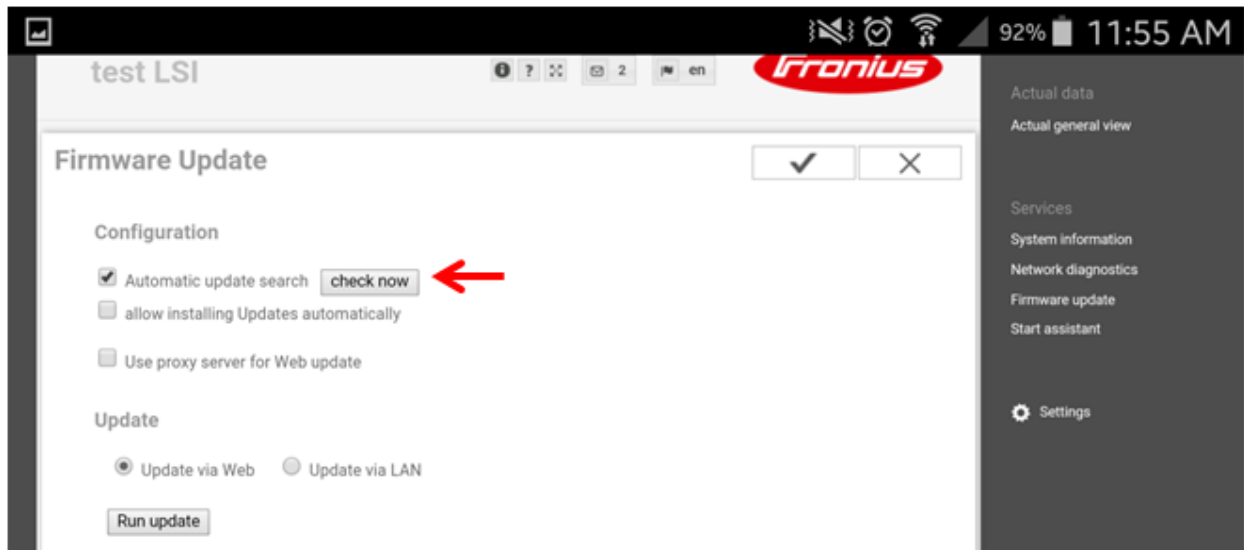 92% 11:55 AM
test LSI
? 2 en
Fronius
Firmware Update
Configuration
Automatic update search check now
allow installing Updates automatically
Use proxy server for Web update
Update
Update via Web Update via LAN
Run update
Actual data
Actual general view
Services
System information
Network diagnostics
Firmware update
Start assistant
Settings